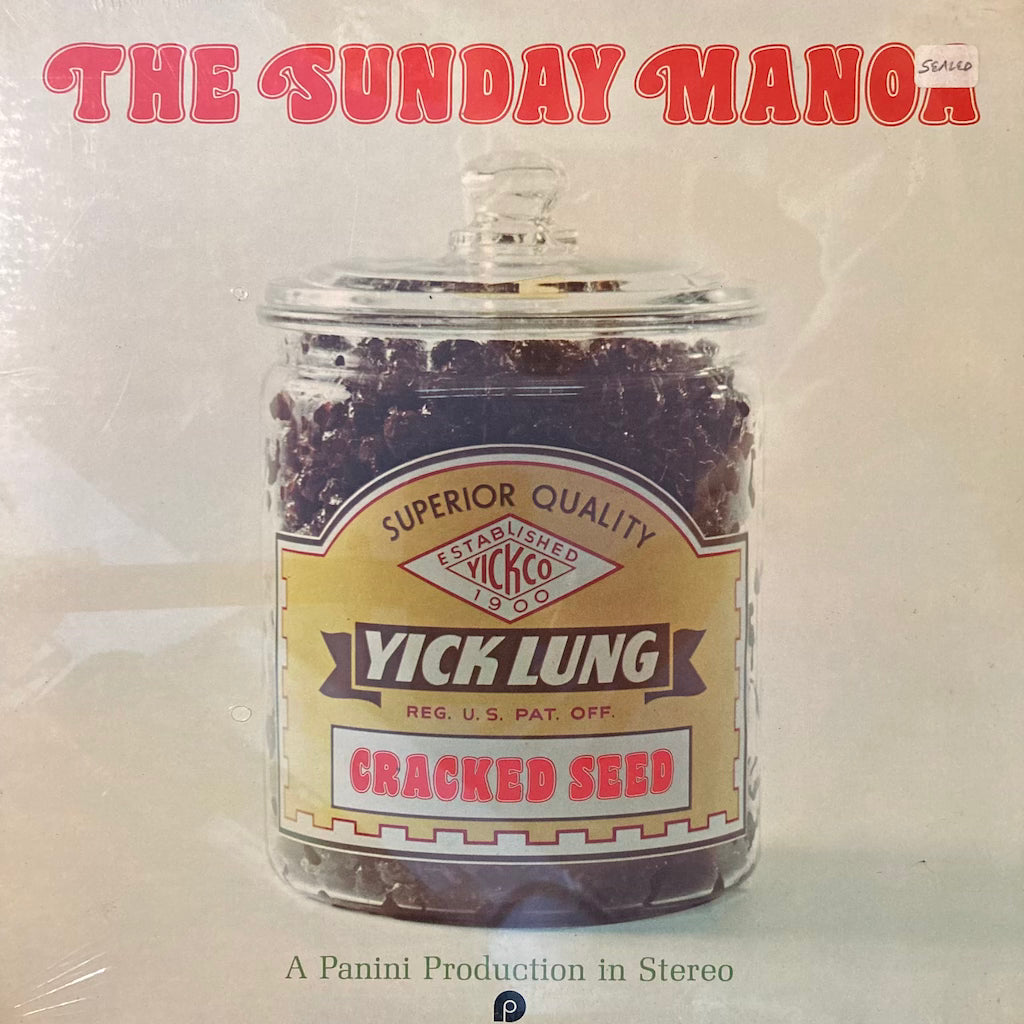 THE SUNDAY MANOA
SEALED
SUPERIOR QUALITY
ESTABLISHED
YICKCO
1900
YICK LUNG
REG. U.S. PAT. OFF.
CRACKED SEED
A Panini Production in Stereo
p